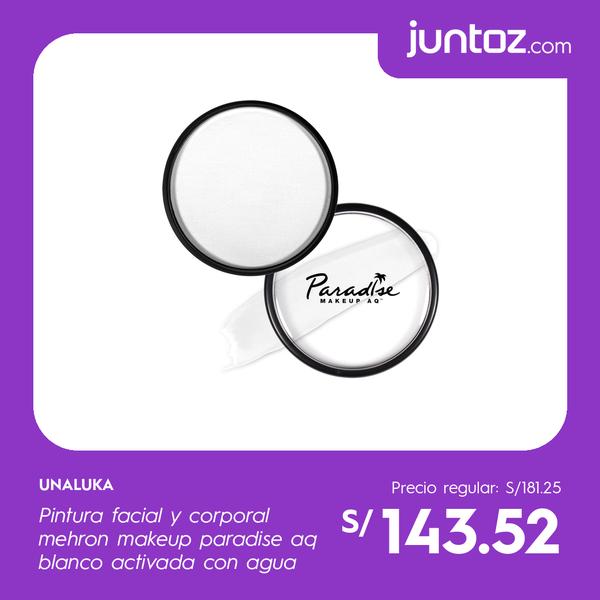 juntoz.com
Paradise
MAKEUP AQ™
UNALUKA
Pintura facial y corporal
mehron makeup paradise aq
blanco activada con agua
Precio regular: S/181.25
S/143.52